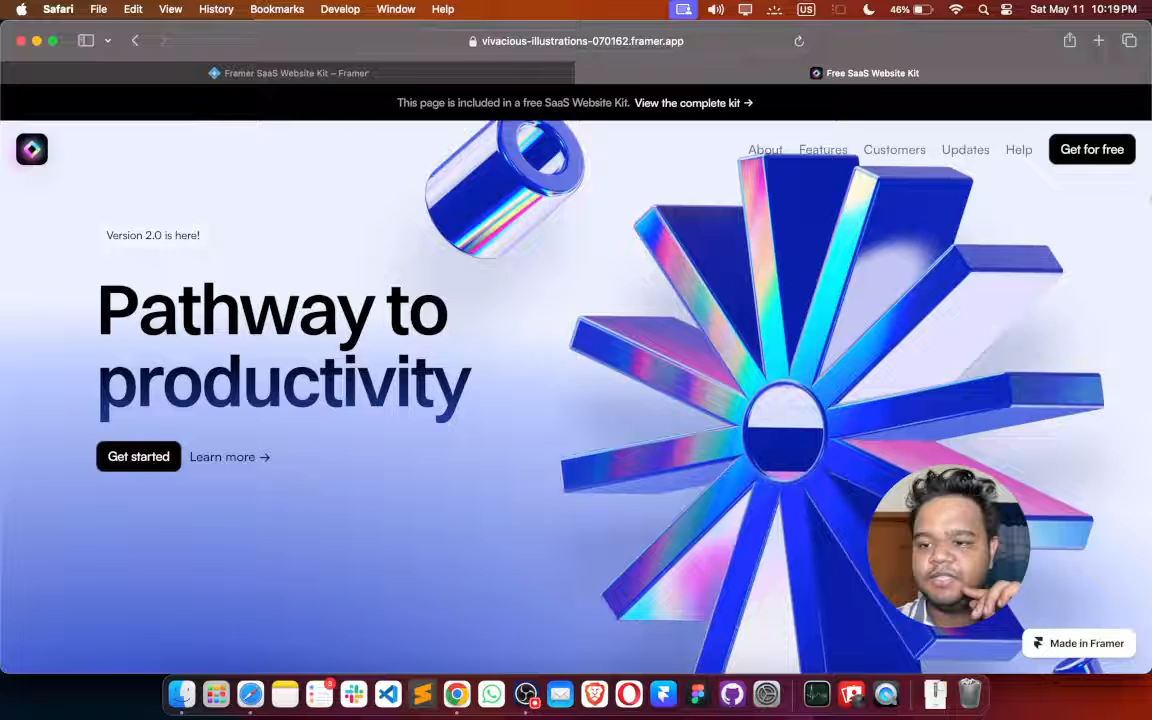 Safari File Edit View History Bookmarks Develop Window Help
US
46%
Sat May 11 10:19 PM
vivacious-illustrations-070162.framer.app
Framer SaaS Website Kit – Framer
Free SaaS Website Kit
This page is included in a free SaaS Website Kit. View the complete kit →
About Features Customers Updates Help Get for free
Version 2.0 is here!
Pathway to
productivity
Get started Learn more →
Made in Framer
3